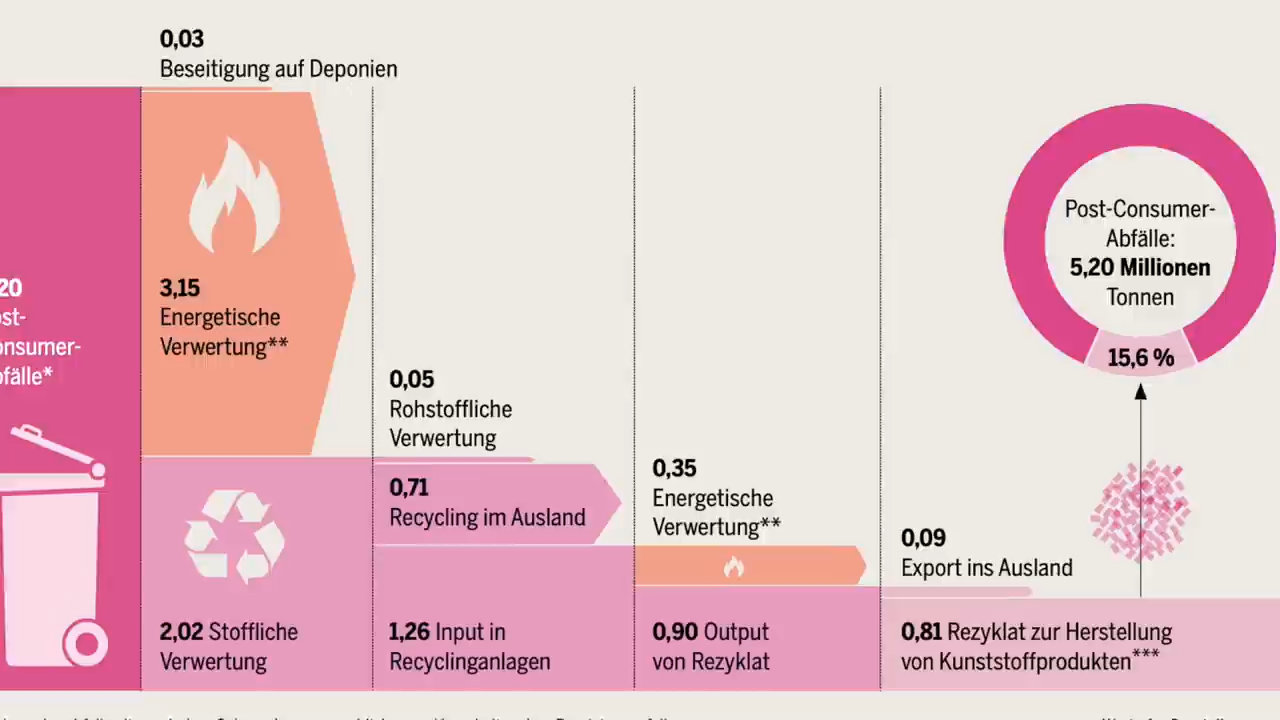 0,03
Beseitigung auf Deponien
20
3,15
Energetische
Verwertung**
0,05
Rohstoffliche
Verwertung
0,71
Recycling im Ausland
0,35
Energetische
Verwertung**
0,09
Export ins Ausland
2,02 Stoffliche
Verwertung
1,26 Input in
Recyclinganlagen
0,90 Output
von Rezyklat
0,81 Rezyklat zur Herstellung
von Kunststoffprodukten***
Post-Consumer-
Abfälle:
5,20 Millionen
Tonnen
15,6 %